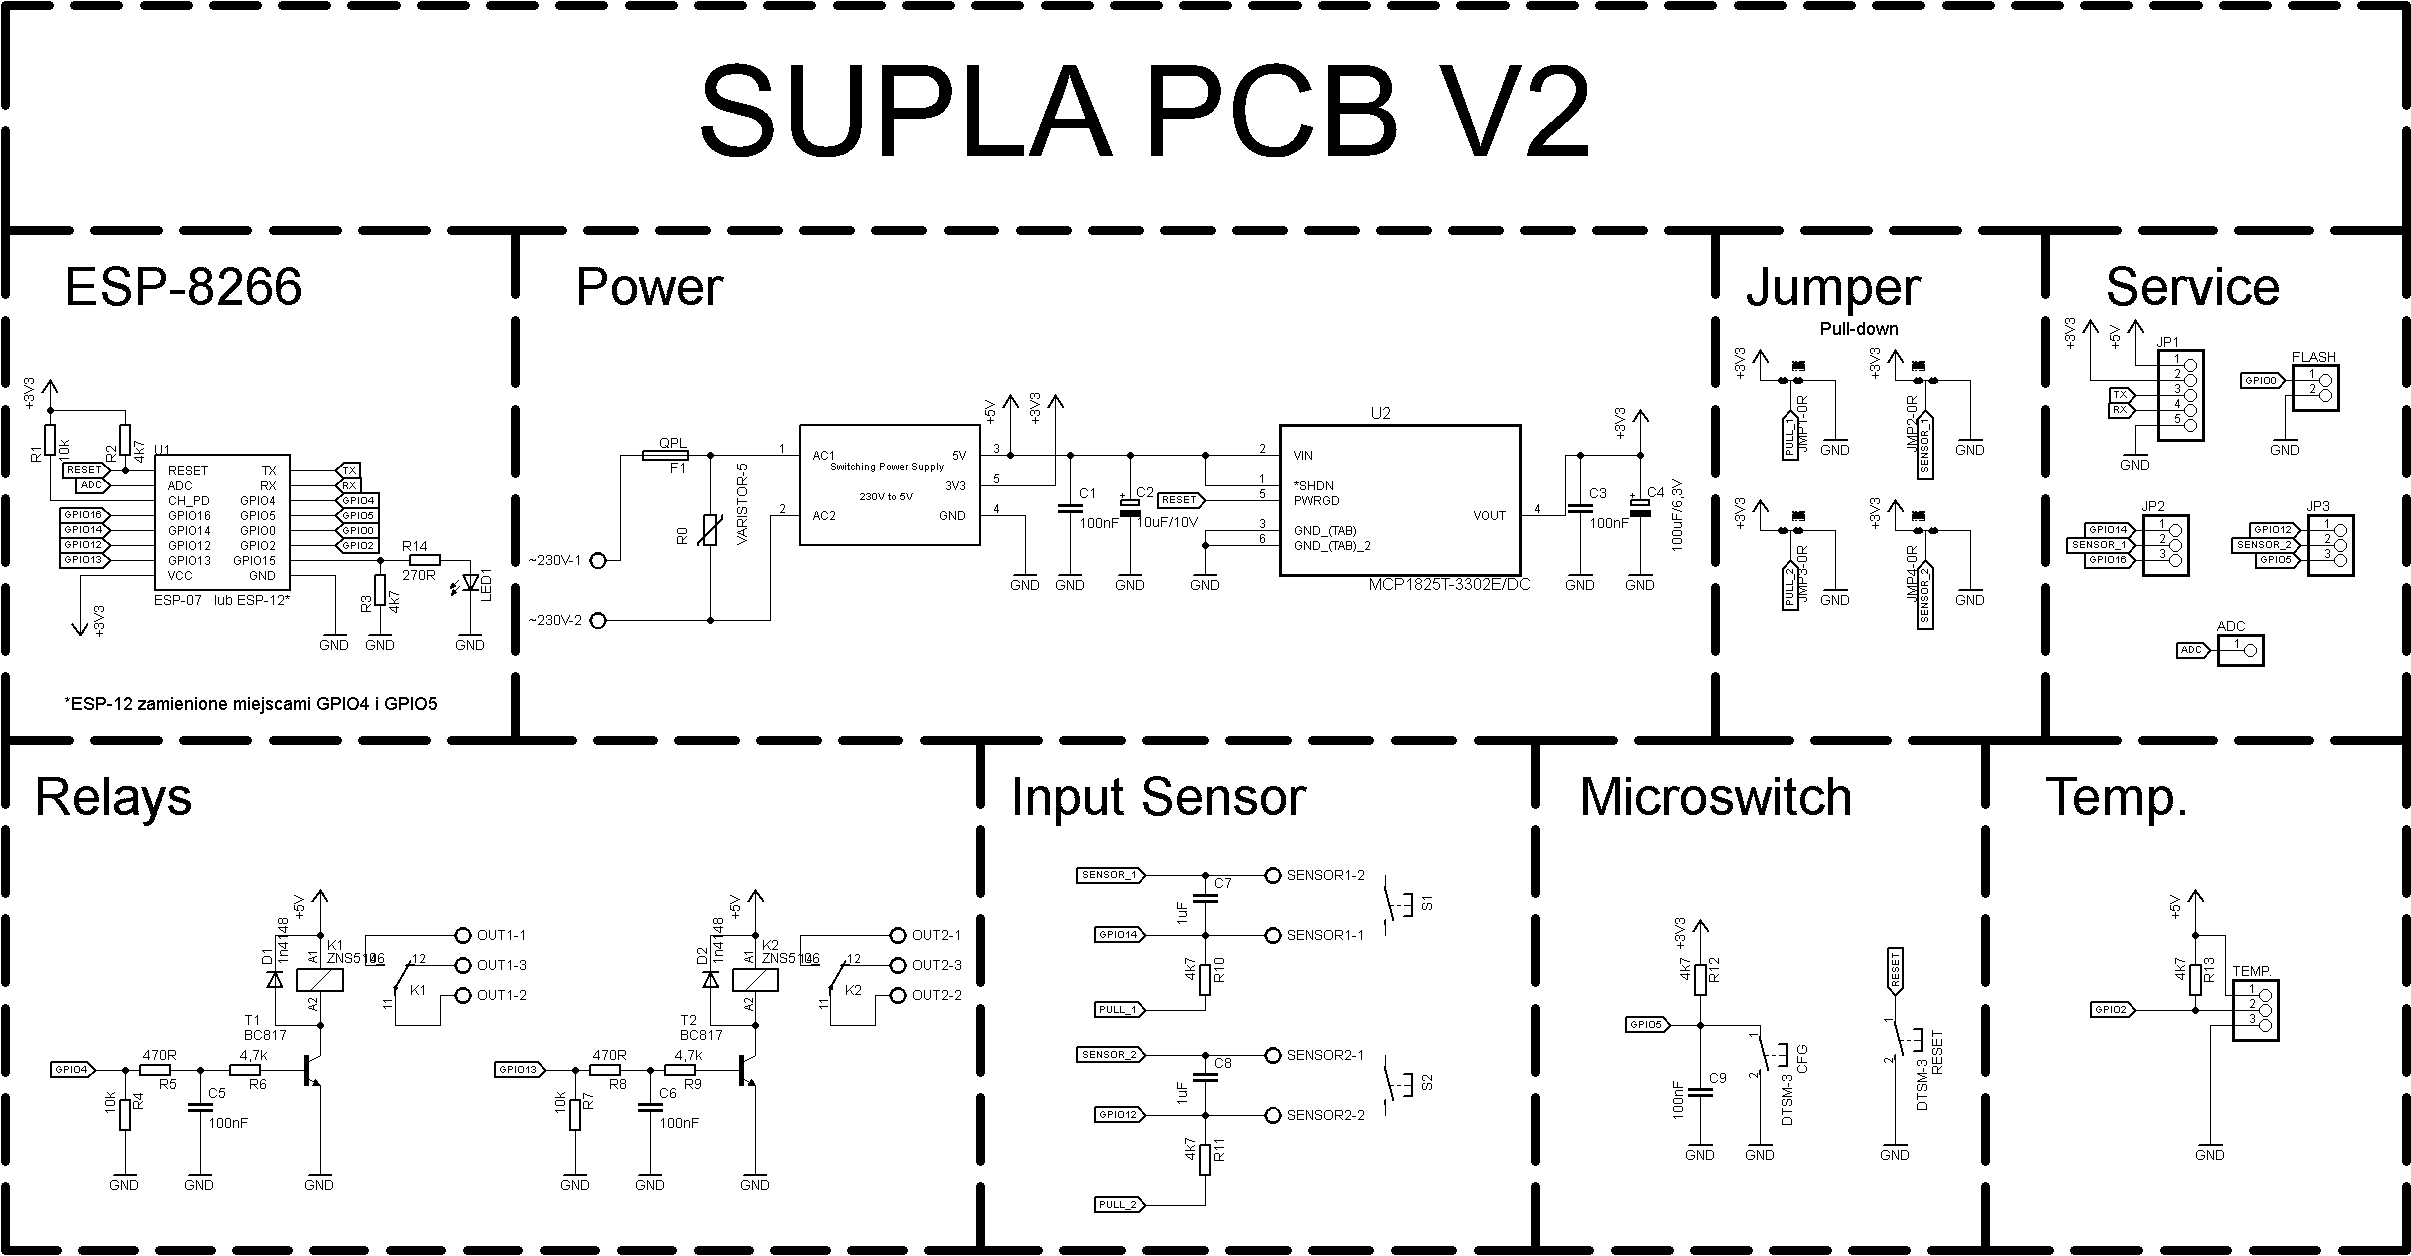 SUPLA PCB V2
ESP-8266
+3V3
R1
10k
R2
4k7
U1
RESET
ADC
RESET
ADC
CH_PD
GPIO16
GPIO14
GPIO12
GPIO13
VCC
GPIO16
GPIO14
GPIO12
GPIO13
TX
RX
GPIO4
GPIO5
GPIO0
GPIO2
GPIO15
GND
TX
RX
GPIO4
GPIO5
GPIO0
GPIO2
R14
270R
R3
4k7
LED1
ESP-07 lub ESP-12*
+3V3
GND
GND
GND
*ESP-12 zamienione miejscami GPIO4 i GPIO5
Power
QPL
F1
R0
VARISTOR-5
~230V-1
~230V-2
1
2
AC1
AC2
Switching Power Supply
230V to 5V
5V
3V3
GND
3
5
4
+5V
+3V3
GND
C1
100nF
GND
C2
10uF/10V
GND
RESET
U2
2
1
5
3
6
VIN
*SHDN
PWRGD
GND_(TAB)
GND_(TAB)_2
VOUT
4
MCP1825T-3302E/DC
GND
C3
100nF
GND
+3V3
C4
100uF/6,3V
GND
Jumper
Pull-down
+3V3
PULL_1
JMP1-0R
GND
+3V3
SENSOR_1
JMP2-0R
GND
+3V3
PULL_2
JMP3-0R
GND
+3V3
SENSOR_2
JMP4-0R
GND
Service
+3V3
+5V
JP1
1
2
3
4
5
TX
RX
GND
FLASH
GPIO0
1
2
GND
JP2
GPIO14
SENSOR_1
GPIO16
1
2
3
JP3
GPIO12
SENSOR_2
GPIO5
1
2
3
ADC
ADC
1
Relays
+5V
D1
1n4148
K1
A1
A2
T1
BC817
GPIO4
470R
R5
4,7k
R6
10k
R4
C5
100nF
GND
GND
GND
12
11
K1
OUT1-1
OUT1-3
OUT1-2
+5V
D2
1n4148
K2
A1
A2
T2
BC817
GPIO13
470R
R8
4,7k
R9
10k
R7
C6
100nF
GND
GND
GND
12
11
K2
OUT2-1
OUT2-3
OUT2-2
Input Sensor
SENSOR_1
C7
1uF
SENSOR1-2
GPIO14
SENSOR1-1
4k7
R10
PULL_1
S1
SENSOR_2
C8
1uF
SENSOR2-1
GPIO12
SENSOR2-2
4k7
R11
PULL_2
S2
Microswitch
+3V3
4k7
R12
GPIO5
C9
100nF
GND
1
2
DTSM-3
CFG
GND
RESET
1
2
DTSM-3
RESET
GND
Temp.
+5V
4k7
R13
GPIO2
TEMP.
1
2
3
GND